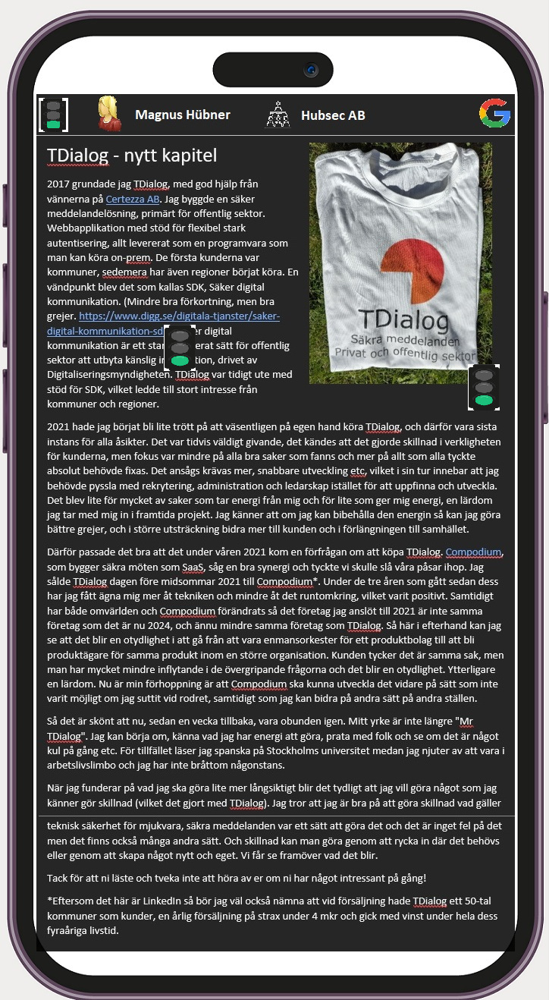 Magnus Hübner
Hubsec AB
TDialog - nytt kapitel
2017 grundade jag TDialog, med god hjälp från
vännerna på Certezza AB. Jag byggde en säker
meddelandelösning, primärt för offentlig sektor.
Webbapplikation med stöd för flexibel stark
autentisering, allt levererat som en programvara som
man kan köra on-prem. De första kunderna var
kommuner, sedemera har även regioner börjat köra. En
vändpunkt blev det som kallas SDK, Säker digital
kommunikation. (Mindre bra förkortning, men bra
grejer. https://www.digg.se/digitala-tjanster/saker-
digital-kommunikation-sd er digital
kommunikation är ett star erat sätt för offentlig
sektor att utbyta känslig in tion, drivet av
Digitaliseringsmyndigheten. TDialog var tidigt ute med
stöd för SDK, vilket ledde till stort intresse från
kommuner och regioner.
TDialog
Säkra meddelanden
Privat och offentlig sektor
2021 hade jag börjat bli lite trött på att väsentligen på egen hand köra TDialog, och därför vara sista
instans för alla åsikter. Det var tidvis väldigt givande, det kändes att det gjorde skillnad i verkligheten
för kunderna, men fokus var mindre på alla bra saker som fanns och mer på allt som alla tyckte
absolut behövde fixas. Det ansågs krävas mer, snabbare utveckling etc, vilket i sin tur innebar att jag
behövde pyssla med rekrytering, administration och ledarskap istället för att uppfinna och utveckla.
Det blev lite för mycket av saker som tar energi från mig och för lite som ger mig energi, en lärdom
jag tar med mig in i framtida projekt. Jag känner att om jag kan bibehålla den energin så kan jag göra
bättre grejer, och i större utsträckning bidra mer till kunden och i förlängningen till samhället.
Därför passade det bra att det under våren 2021 kom en förfrågan om att köpa TDialog. Compodium,
som bygger säkra möten som SaaS, såg en bra synergi och tyckte vi skulle slå våra påsar ihop. Jag
sålde TDialog dagen före midsommar 2021 till Compodium*. Under de tre åren som gått sedan dess
har jag fått ägna mig mer åt tekniken och mindre åt det runtomkring, vilket varit positivt. Samtidigt
har både omvärlden och Compodium förändrats så det företag jag anslöt till 2021 är inte samma
företag som det är nu 2024, och ännu mindre samma företag som TDialog. Så här i efterhand kan jag
se att det blir en otydlighet i att gå från att vara enmansorkester för ett produktbolag till att bli
produktägare för samma produkt inom en större organisation. Kunden tycker det är samma sak, men
man har mycket mindre inflytande i de övergripande frågorna och det blir en otydlighet. Ytterligare
en lärdom. Nu är min förhoppning är att Compodium ska kunna utveckla det vidare på sätt som inte
varit möjligt om jag suttit vid rodret, samtidigt som jag kan bidra på andra sätt på andra ställen.
Så det är skönt att nu, sedan en vecka tillbaka, vara obunden igen. Mitt yrke är inte längre "Mr
TDialog". Jag kan börja om, känna vad jag har energi att göra, prata med folk och se om det är något
kul på gång etc. För tillfället läser jag spanska på Stockholms universitet medan jag njuter av att vara i
arbetslivslimbo och jag har inte bråttom någonstans.
När jag funderar på vad jag ska göra lite mer långsiktigt blir det tydligt att jag vill göra något som jag
känner gör skillnad (vilket det gjort med TDialog). Jag tror att jag är bra på att göra skillnad vad gäller
teknisk säkerhet för mjukvara, säkra meddelanden var ett sätt att göra det och det är inget fel på det
men det finns också många andra sätt. Och skillnad kan man göra genom att rycka in där det behövs
eller genom att skapa något nytt och eget. Vi får se framöver vad det blir.
Tack för att ni läste och tveka inte att höra av er om ni har något intressant på gång!
*Eftersom det här är LinkedIn så bör jag väl också nämna att vid försäljning hade TDialog ett 50-tal
kommuner som kunder, en årlig försäljning på strax under 4 mkr och gick med vinst under hela dess
fyraåriga livstid.